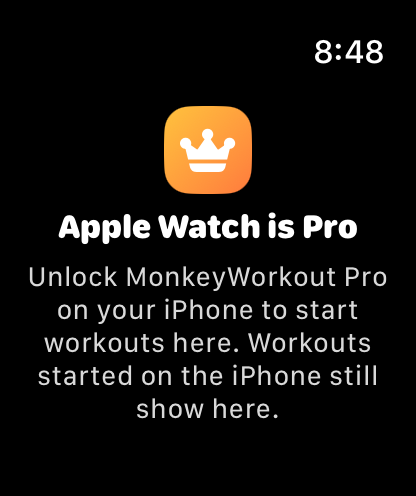 8:48
Apple Watch is Pro
Unlock MonkeyWorkout Pro
on your iPhone to start
workouts here. Workouts
started on the iPhone still
show here.